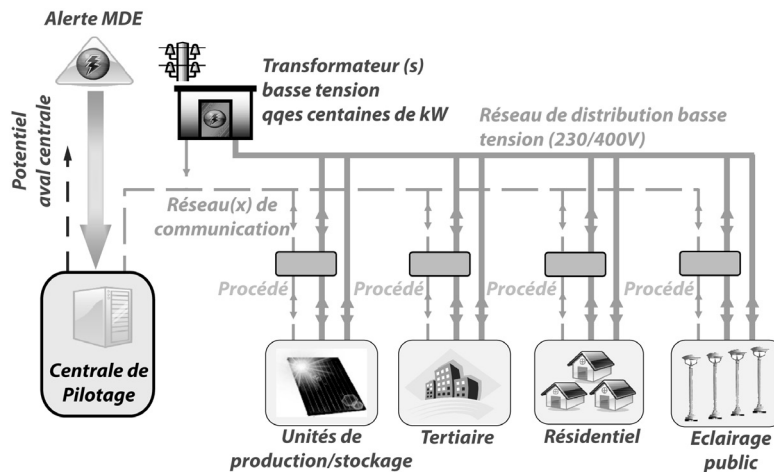 Alerte MDE
Transformateur (s)
basse tension
qqes centaines de kW
Réseau de distribution basse
tension (230/400V)
Potentiel
aval centrale
Réseau(x) de
communication
Procédé
Procédé
Procédé
Procédé
Centrale de
Pilotage
Unités de
production/stockage
Tertiaire
Résidentiel
Eclairage
public